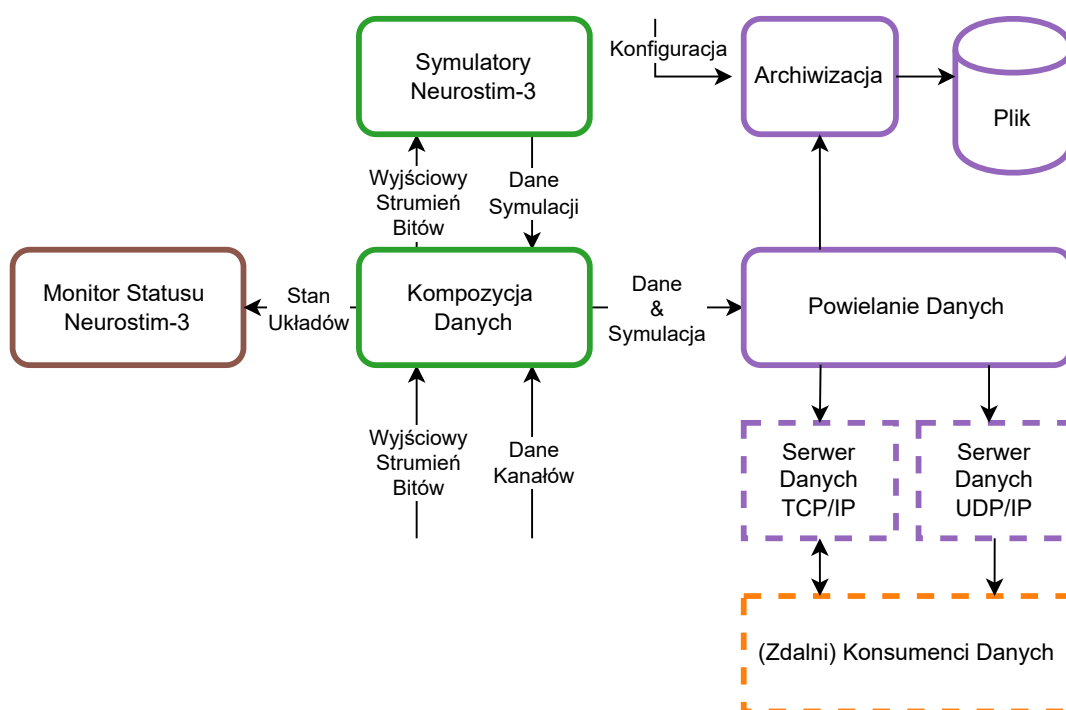 Symulatory
Neurostim-3
Konfiguracja
Archiwizacja
Plik
Wyjściowy
Strumień
Bitów
Dane
Symulacji
Monitor Statusu
Neurostim-3
Stan
Układów
Kompozycja
Danych
Dane
&
Symulacja
Powielanie Danych
Wyjściowy
Strumień
Bitów
Dane
Kanałów
Serwer
Danych
TCP/IP
Serwer
Danych
UDP/IP
(Zdalni) Konsumenci Danych